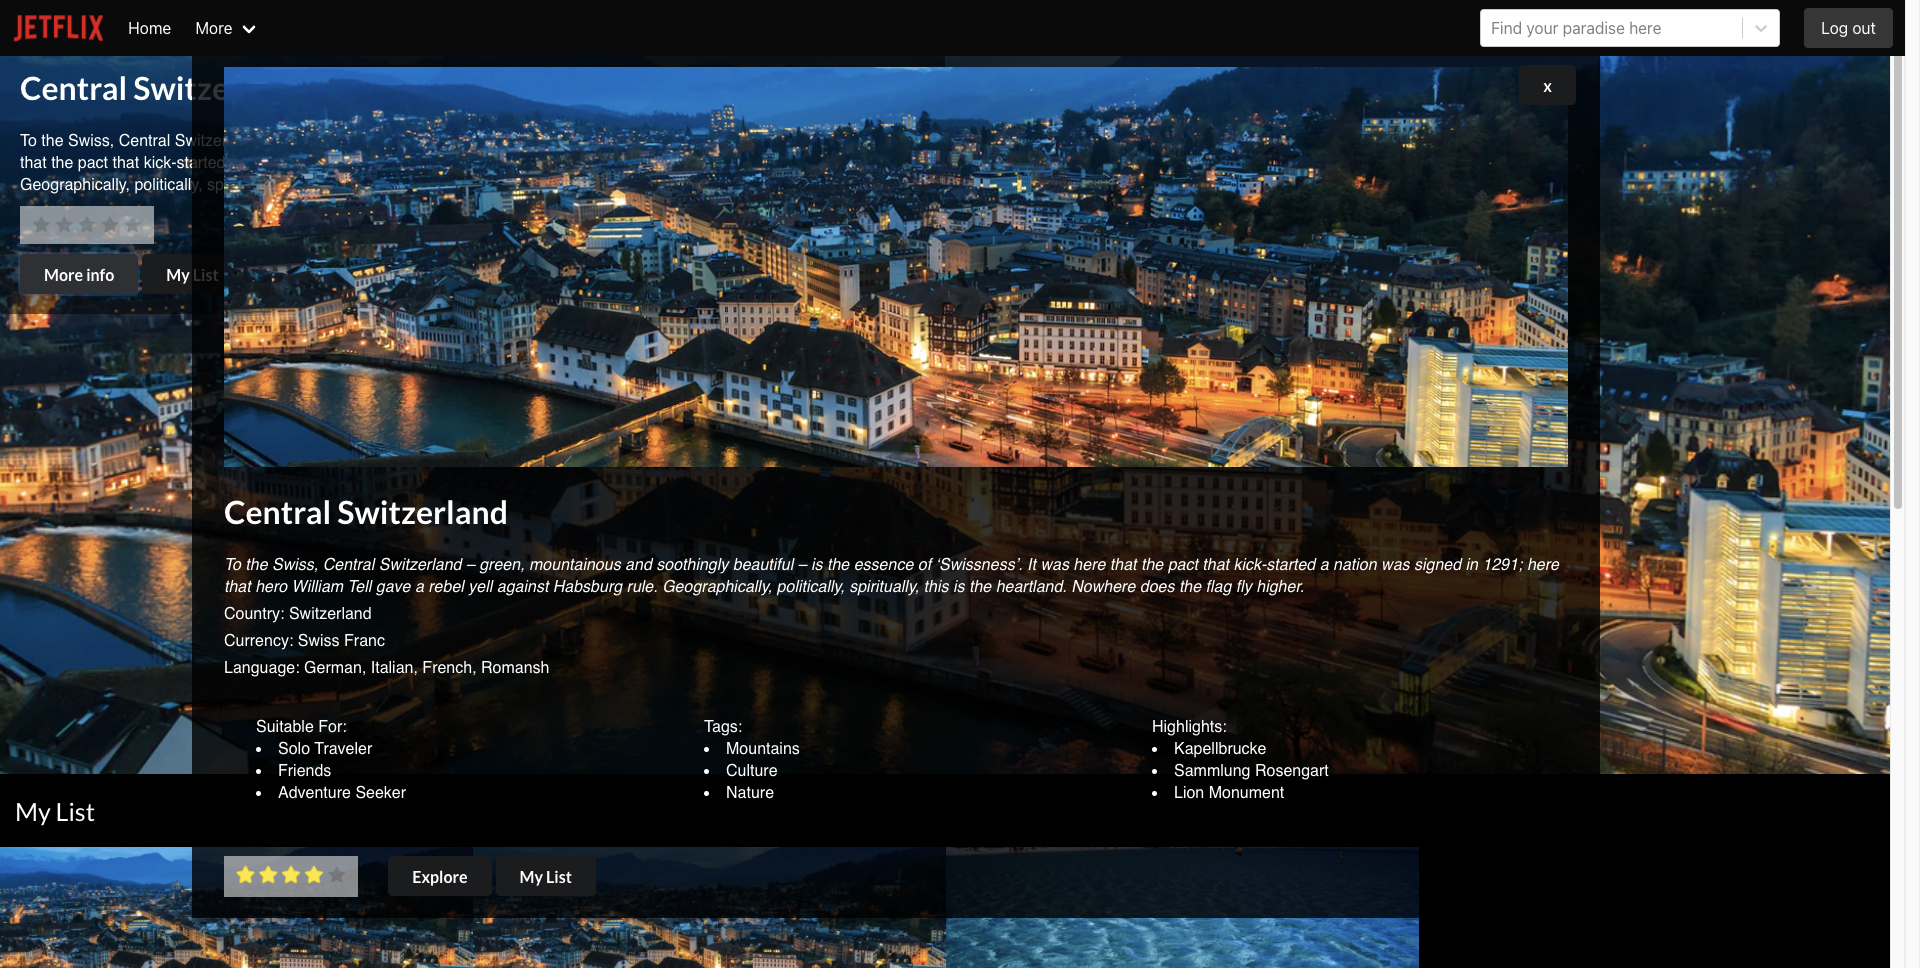 JETFLIX Home More Find your paradise here Log out
Central Switze
To the Swiss, Central Switzer
that the pact that kick-started
Geographically, politically, sp
More info My List
x
Central Switzerland
To the Swiss, Central Switzerland – green, mountainous and soothingly beautiful – is the essence of ‘Swissness’. It was here that the pact that kick-started a nation was signed in 1291; here
that hero William Tell gave a rebel yell against Habsburg rule. Geographically, politically, spiritually, this is the heartland. Nowhere does the flag fly higher.
Country: Switzerland
Currency: Swiss Franc
Language: German, Italian, French, Romansh
Suitable For:
• Solo Traveler
• Friends
• Adventure Seeker
Tags:
• Mountains
• Culture
• Nature
Highlights:
• Kapellbrucke
• Sammlung Rosengart
• Lion Monument
My List
Explore My List